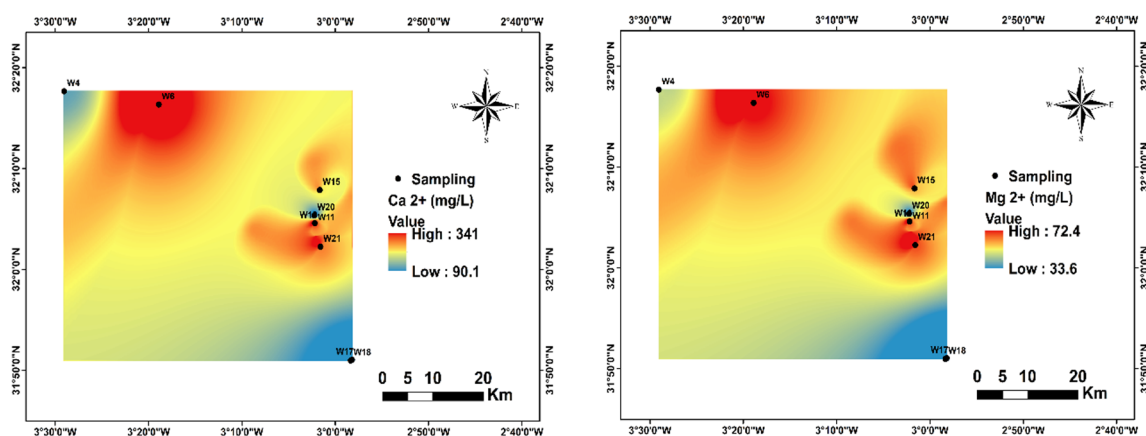 3°30'0"W 3°20'0"W 3°10'0"W 3°0'0"W 2°50'0"W 2°40'0"W
32°20'0"N
32°10'0"N
32°0'0"N
31°50'0"N
W4
W6
W15
W20
W11
W21
W17W18
N
W E
S
Sampling
Ca 2+ (mg/L)
Value
High : 341
Low : 90.1
0 5 10 20
Km
32°20'0"N
32°10'0"N
32°0'0"N
31°50'0"N
3°30'0"W 3°20'0"W 3°10'0"W 3°0'0"W 2°50'0"W 2°40'0"W
3°30'0"W 3°20'0"W 3°10'0"W 3°0'0"W 2°50'0"W 2°40'0"W
32°20'0"N
32°10'0"N
32°0'0"N
31°50'0"N
W4
W6
W15
W20
W11
W21
W17W18
N
W E
S
Sampling
Mg 2+ (mg/L)
Value
High : 72.4
Low : 33.6
0 5 10 20
Km
32°20'0"N
32°10'0"N
32°0'0"N
31°50'0"N
3°30'0"W 3°20'0"W 3°10'0"W 3°0'0"W 2°50'0"W 2°40'0"W